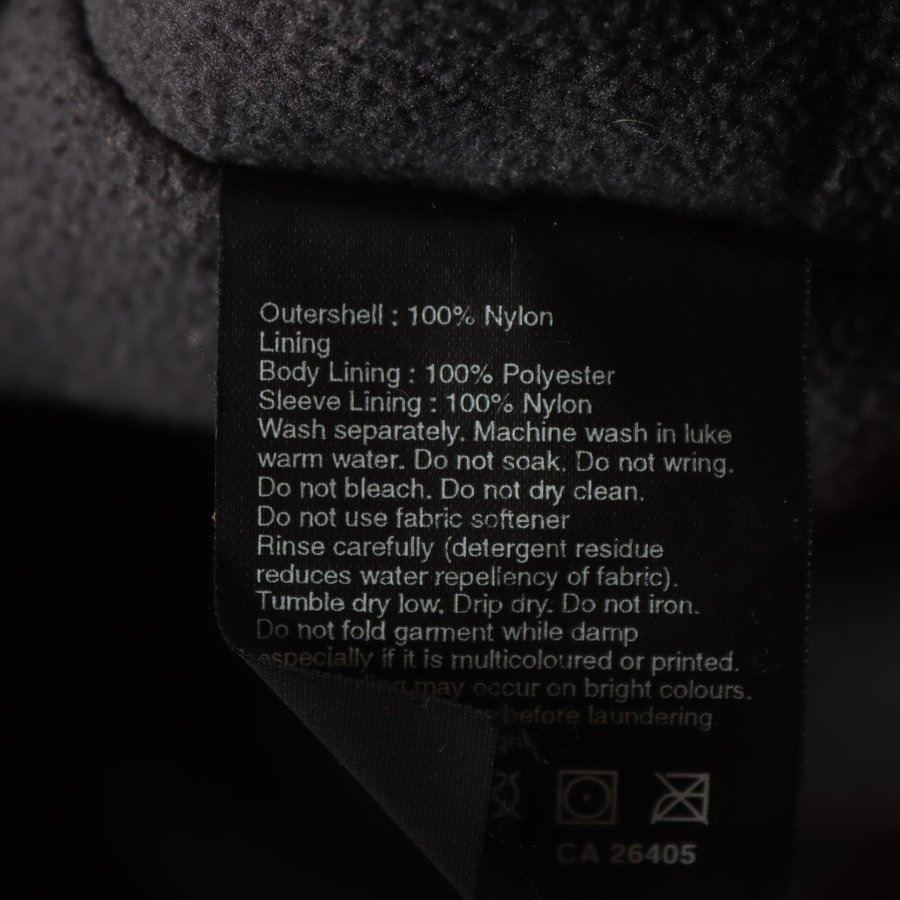 Outershell : 100% Nylon
Lining
Body Lining : 100% Polyester
Sleeve Lining : 100% Nylon
Wash separately. Machine wash in luke
warm water. Do not soak. Do not wring.
Do not bleach. Do not dry clean.
Do not use fabric softener
Rinse carefully (detergent residue
reduces water repellency of fabric).
Tumble dry low. Drip dry. Do not iron.
Do not fold garment while damp
especially if it is multicoloured or printed.
may occur on bright colours.
before laundering.
CA 26405